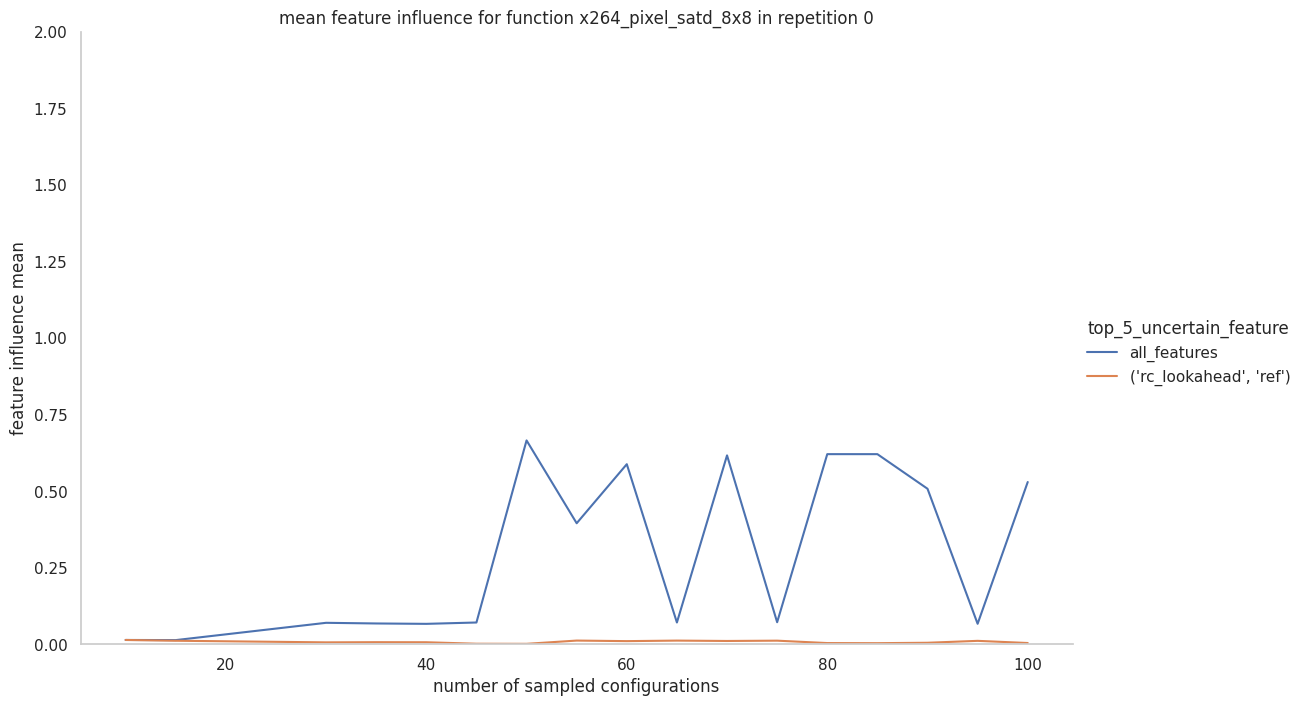 mean feature influence for function x264_pixel_satd_8x8 in repetition 0
2.00
1.75
1.50
1.25
1.00
0.75
0.50
0.25
0.00
feature influence mean
20 40 60 80 100
number of sampled configurations
top_5_uncertain_feature
all_features
('rc_lookahead', 'ref')